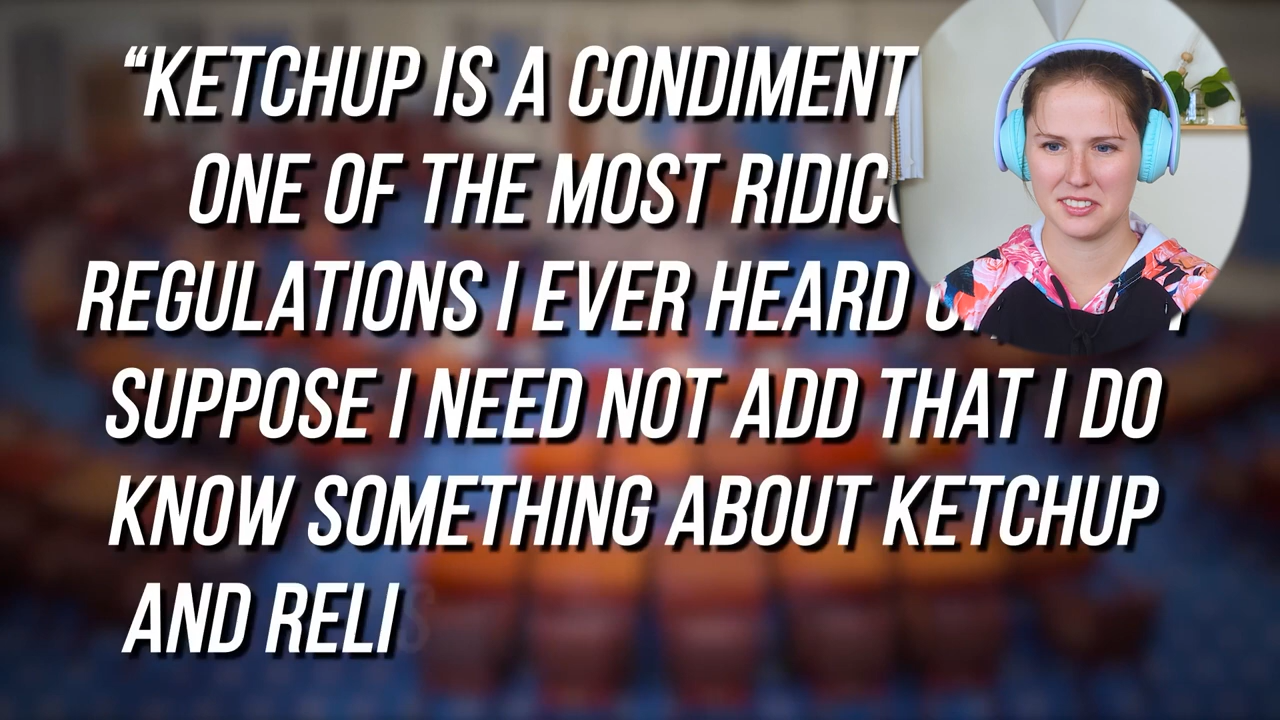 “KETCHUP IS A CONDIMENT
ONE OF THE MOST
REGULATIONS I EVER HEARD
SUPPOSE I NEED NOT ADD THAT I DO
KNOW SOMETHING ABOUT KETCHUP
AND RELIS